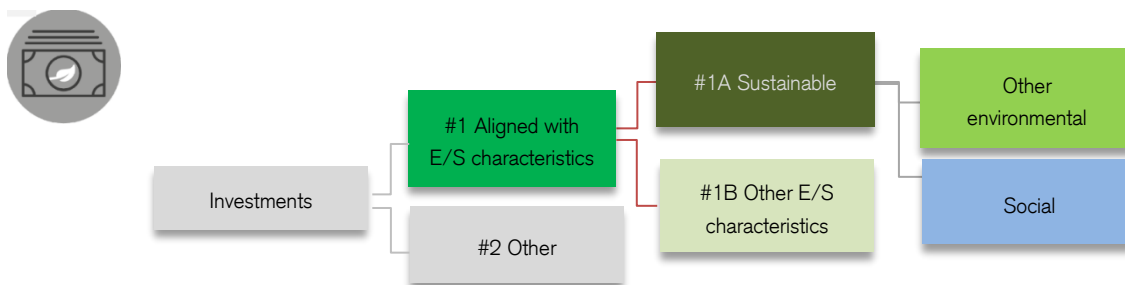 Investments
#1 Aligned with
E/S characteristics
#2 Other
#1A Sustainable
#1B Other E/S
characteristics
Other
environmental
Social